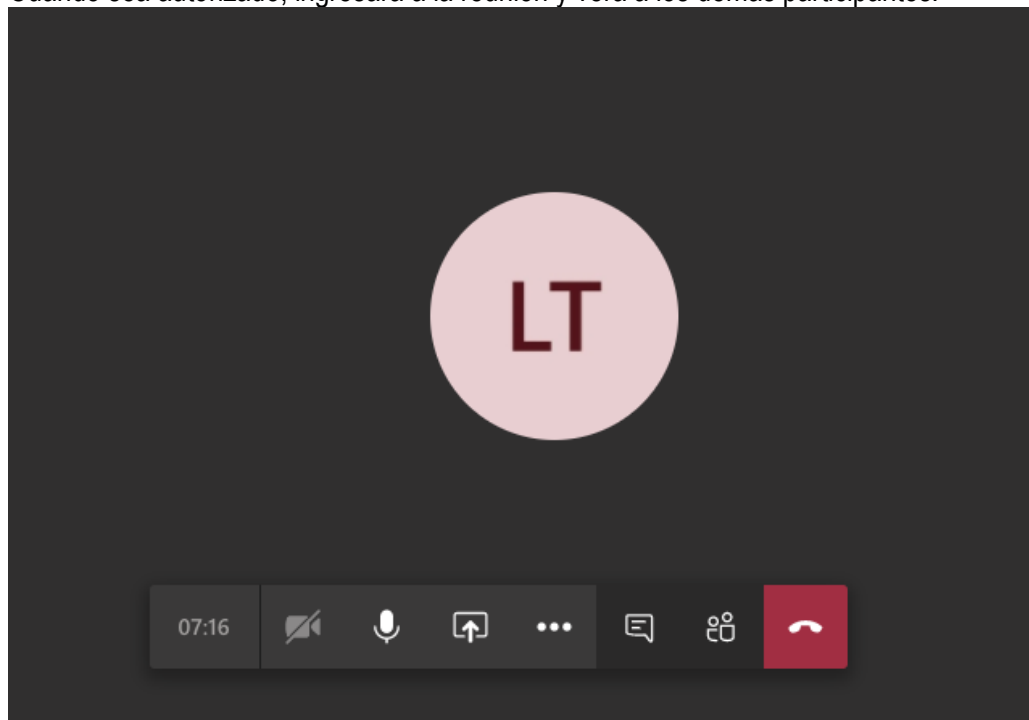 Cuando sea autorizado, ingresará a la reunión y verá a los demás participantes.
LT
07:16